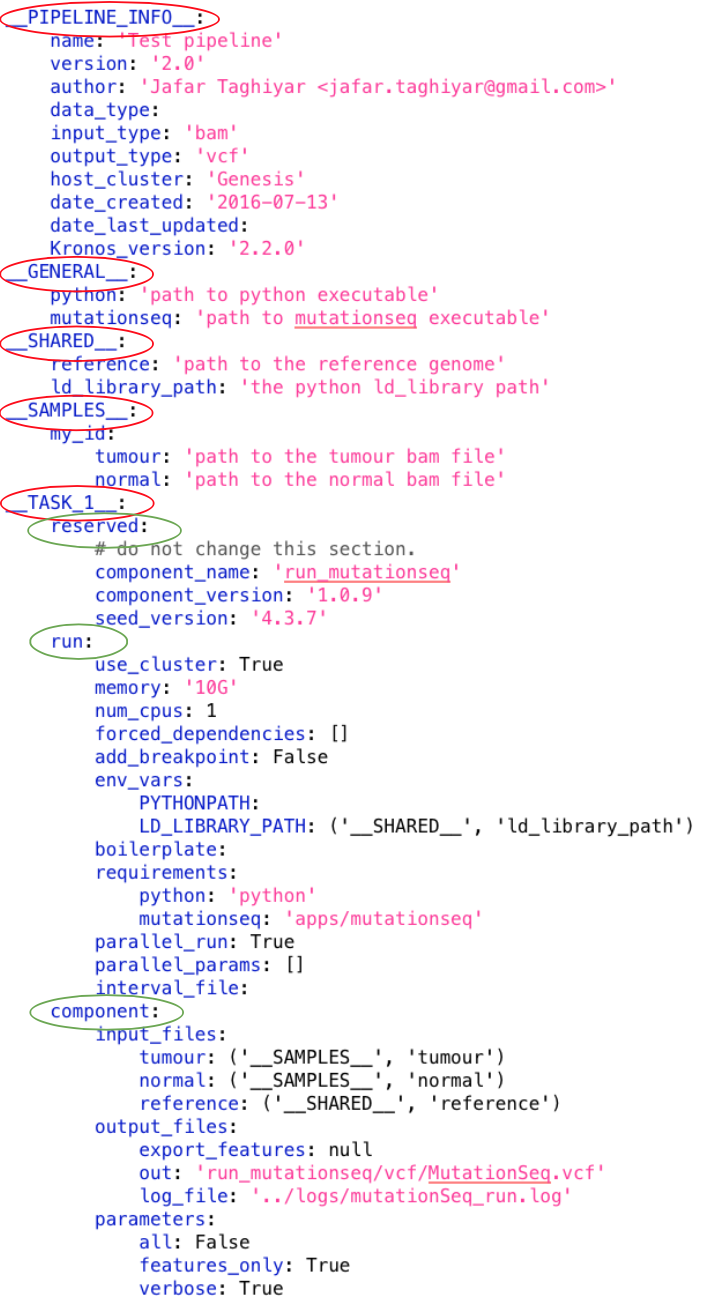 __PIPELINE_INFO__:
    name: 'Test pipeline'
    version: '2.0'
    author: 'Jafar Taghiyar <jafar.taghiyar@gmail.com>'
    data_type:
    input_type: 'bam'
    output_type: 'vcf'
    host_cluster: 'Genesis'
    date_created: '2016-07-13'
    date_last_updated:
    Kronos_version: '2.2.0'
__GENERAL__:
    python: 'path to python executable'
    mutationseq: 'path to mutationseq executable'
__SHARED__:
    reference: 'path to the reference genome'
    ld_library_path: 'the python ld_library path'
__SAMPLES__:
    my_id:
        tumour: 'path to the tumour bam file'
        normal: 'path to the normal bam file'
__TASK_1__:
    reserved:
        # do not change this section.
        component_name: 'run_mutationseq'
        component_version: '1.0.9'
        seed_version: '4.3.7'
    run:
        use_cluster: True
        memory: '10G'
        num_cpus: 1
        forced_dependencies: []
        add_breakpoint: False
        env_vars:
            PYTHONPATH:
            LD_LIBRARY_PATH: ('__SHARED__', 'ld_library_path')
        boilerplate:
        requirements:
            python: 'python'
            mutationseq: 'apps/mutationseq'
        parallel_run: True
        parallel_params: []
        interval_file:
    component:
        input_files:
            tumour: ('__SAMPLES__', 'tumour')
            normal: ('__SAMPLES__', 'normal')
            reference: ('__SHARED__', 'reference')
        output_files:
            export_features: null
            out: 'run_mutationseq/vcf/MutationSeq.vcf'
            log_file: '../logs/mutationSeq_run.log'
        parameters:
            all: False
            features_only: True
            verbose: True